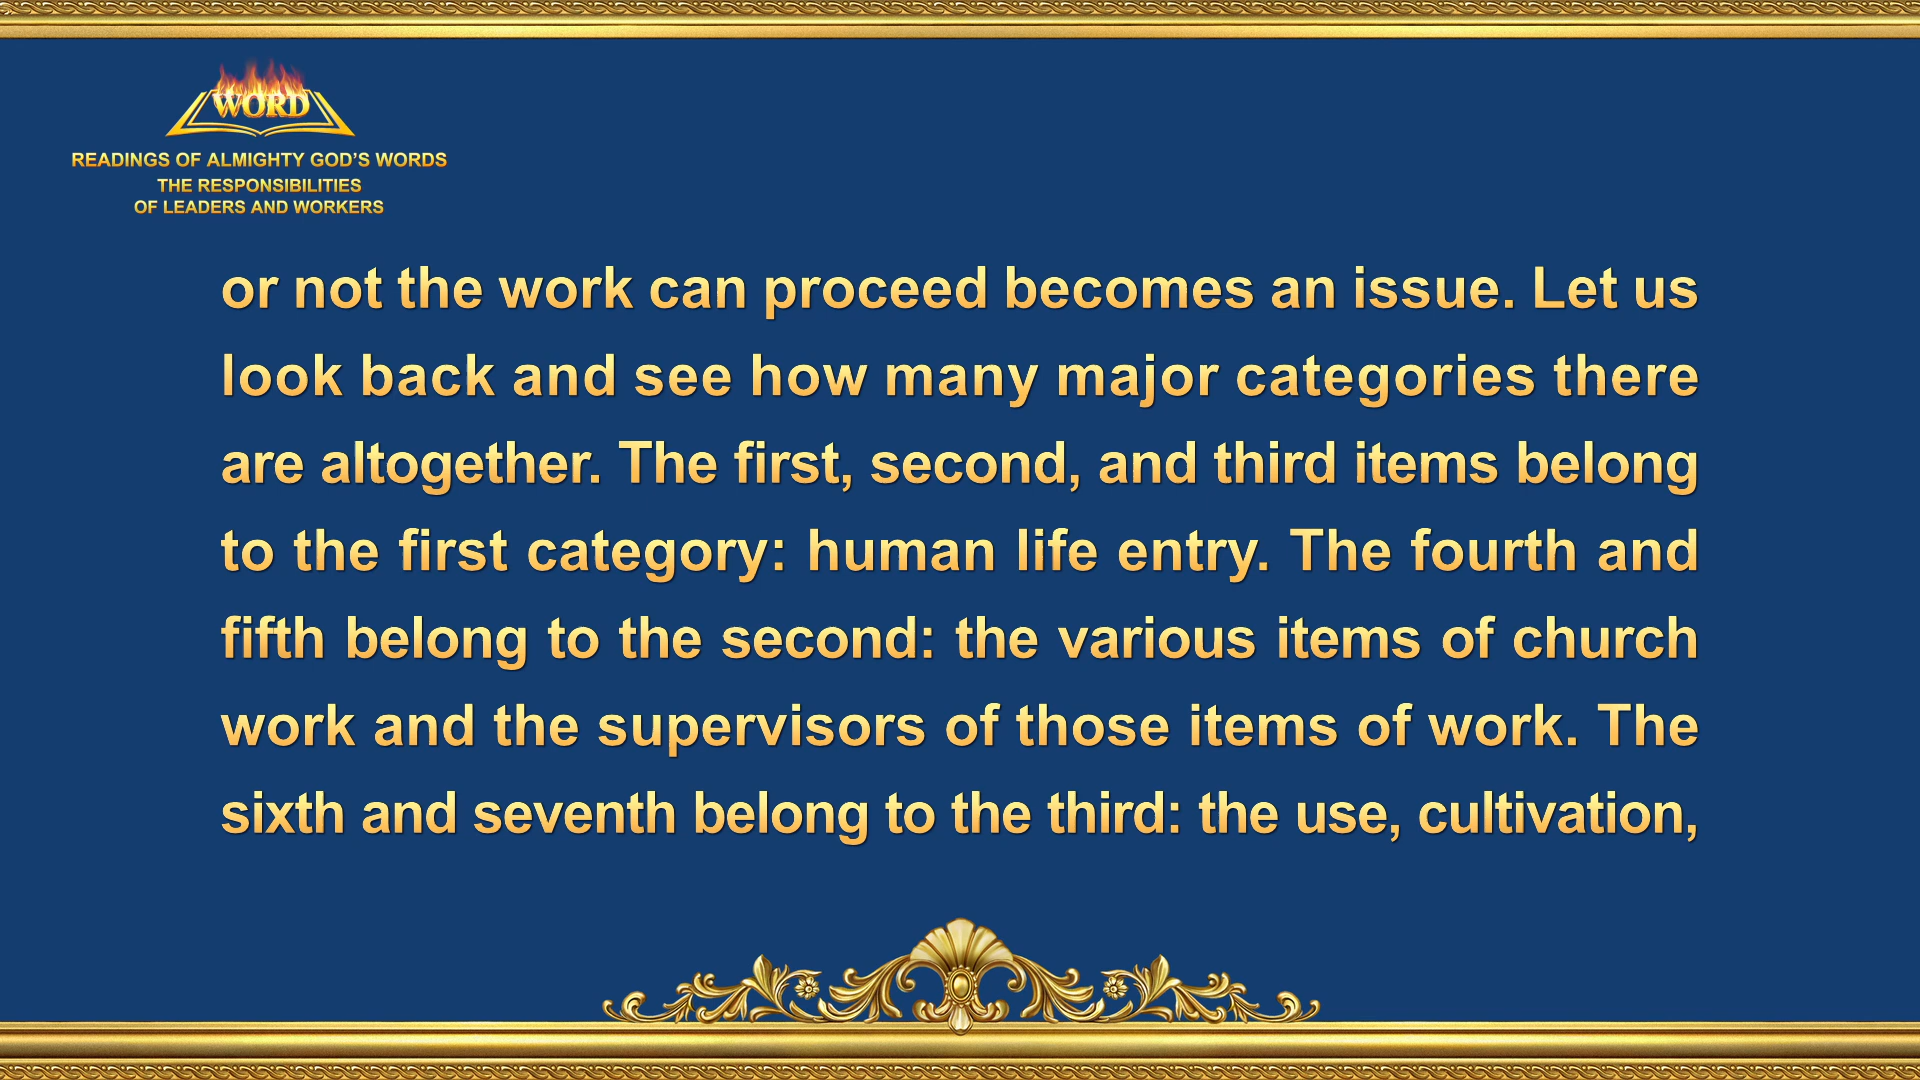 WORD
READINGS OF ALMIGHTY GOD’S WORDS
THE RESPONSIBILITIES
OF LEADERS AND WORKERS
or not the work can proceed becomes an issue. Let us
look back and see how many major categories there
are altogether. The first, second, and third items belong
to the first category: human life entry. The fourth and
fifth belong to the second: the various items of church
work and the supervisors of those items of work. The
sixth and seventh belong to the third: the use, cultivation,